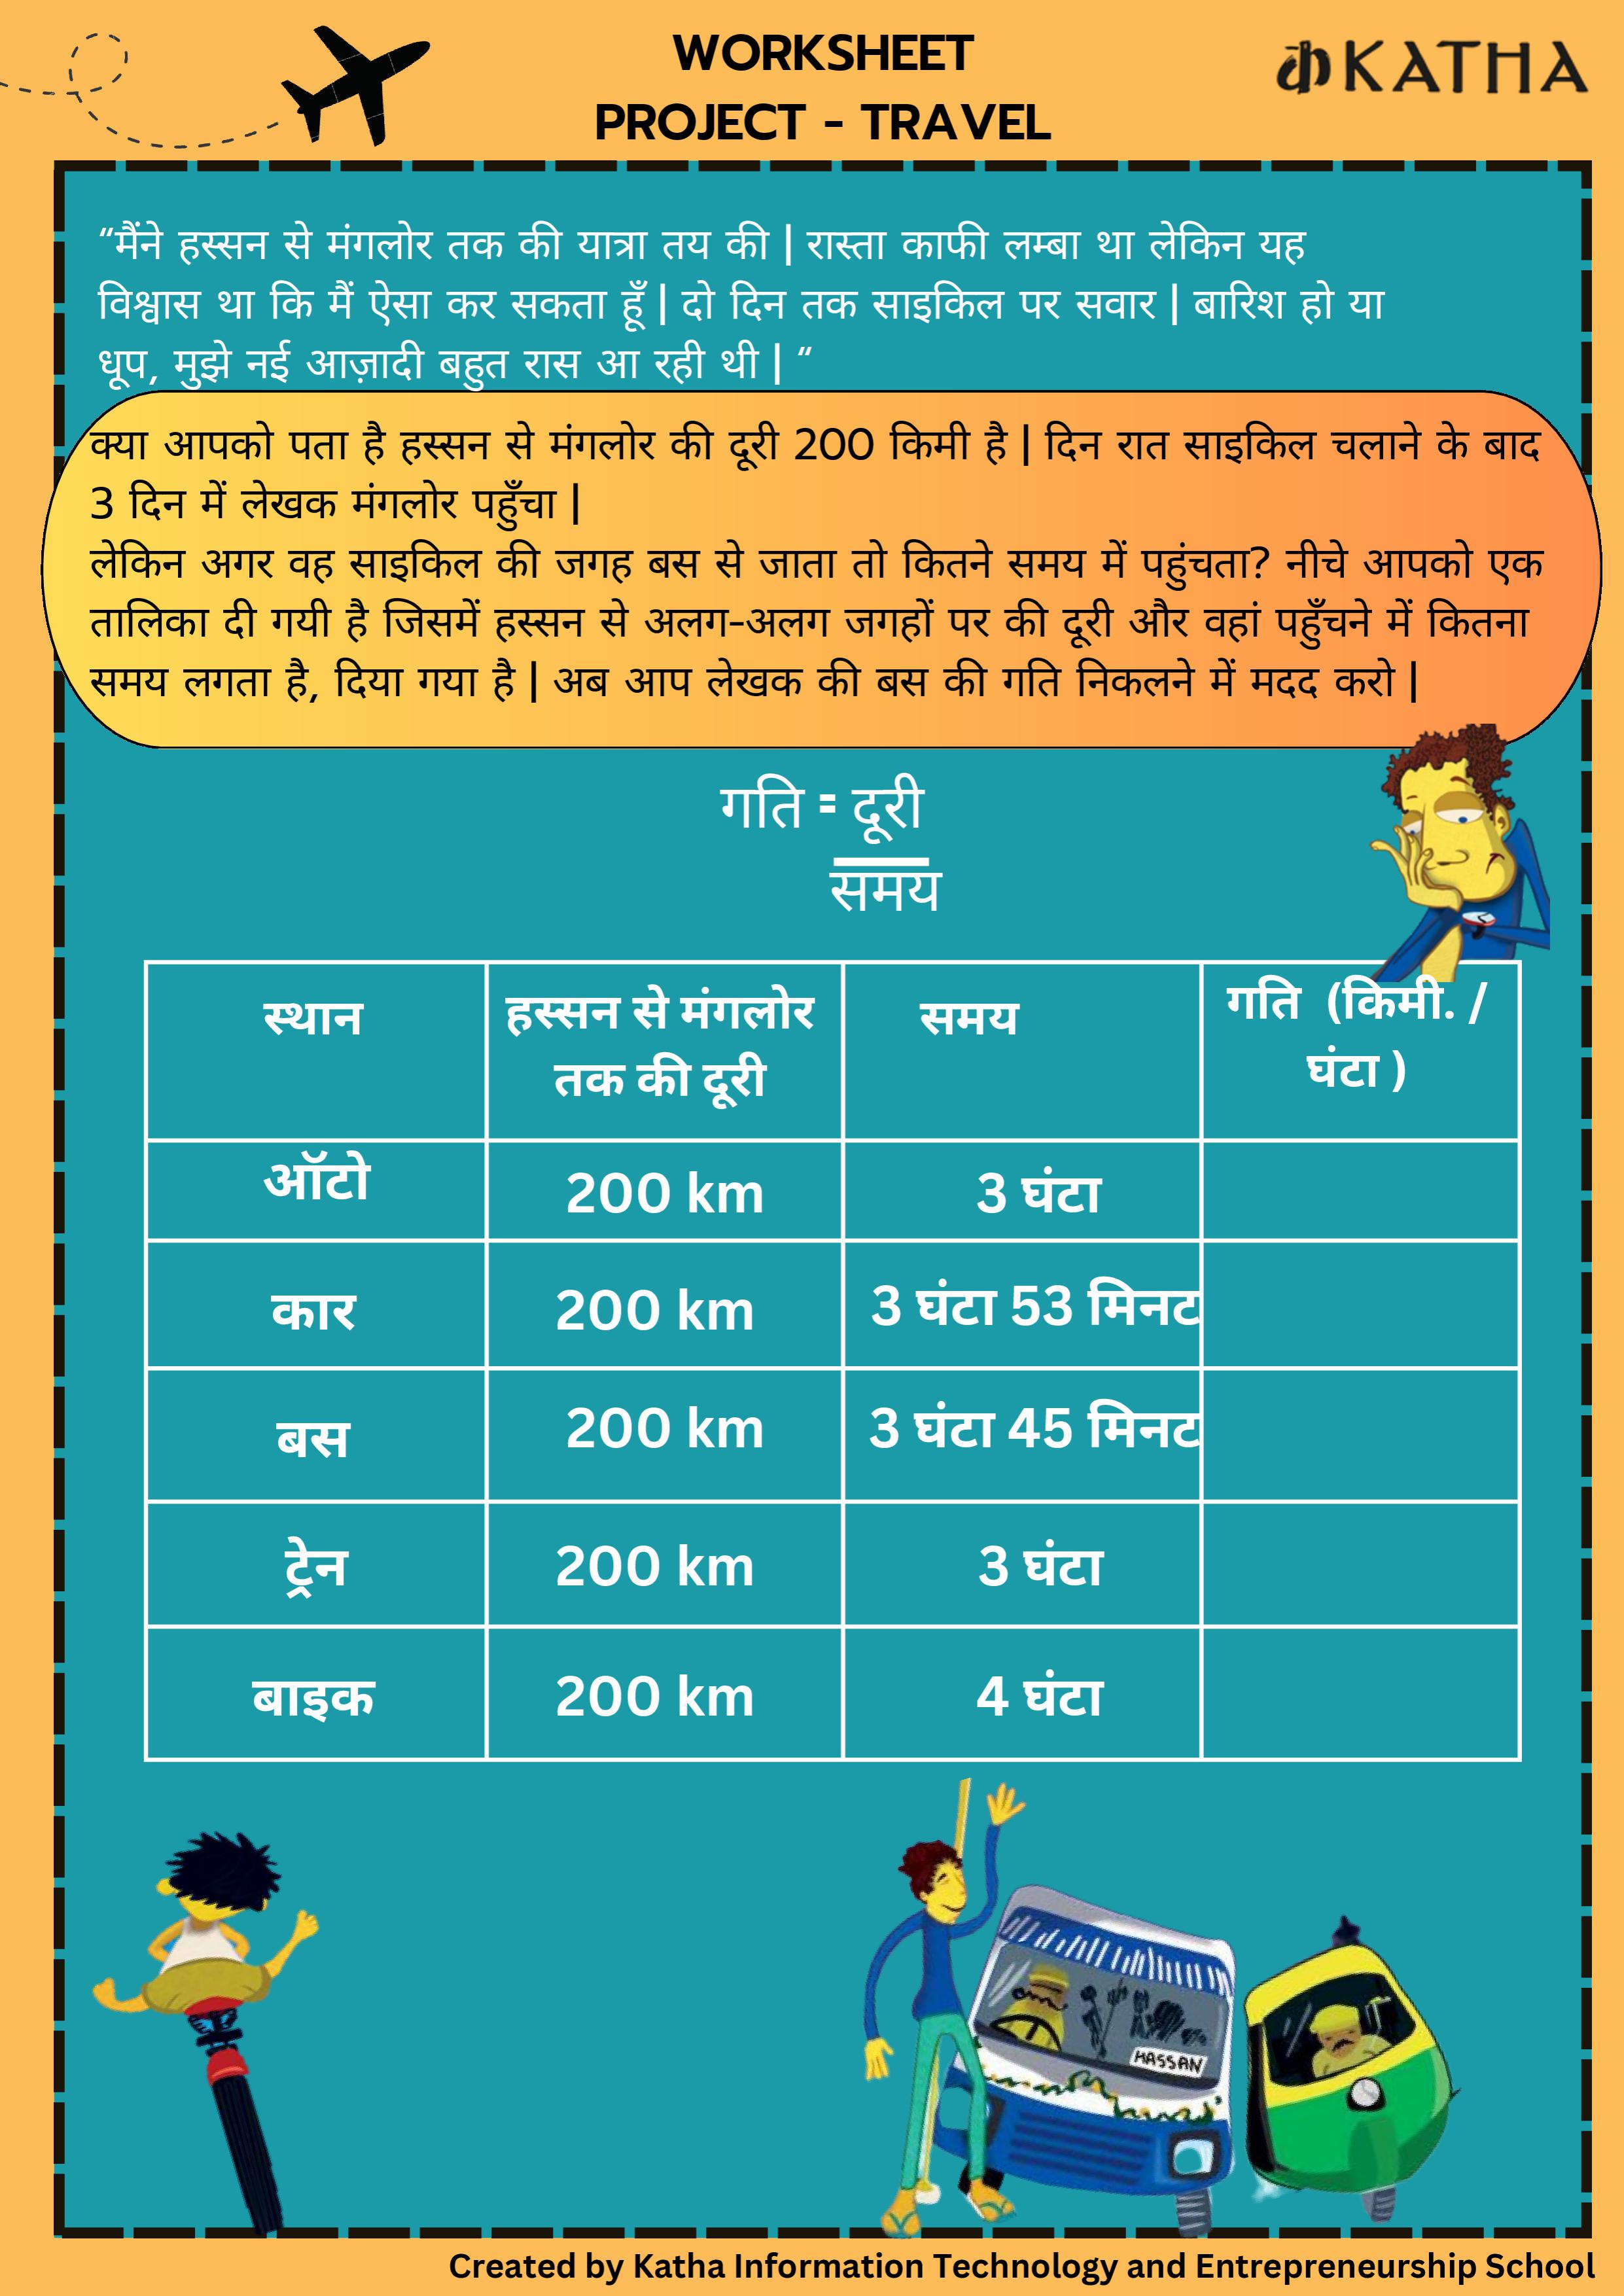 WORKSHEET
PROJECT - TRAVEL
कKATHA
“मैंने हस्सन से मंगलोर तक की यात्रा तय की | रास्ता काफी लम्बा था लेकिन यह
विश्वास था कि मैं ऐसा कर सकता हूँ | दो दिन तक साइकिल पर सवार | बारिश हो या
धूप, मुझे नई आज़ादी बहुत रास आ रही थी | “
क्या आपको पता है हस्सन से मंगलोर की दूरी 200 किमी है | दिन रात साइकिल चलाने के बाद
3 दिन में लेखक मंगलोर पहुँचा |
लेकिन अगर वह साइकिल की जगह बस से जाता तो कितने समय में पहुंचता? नीचे आपको एक
तालिका दी गयी है जिसमें हस्सन से अलग-अलग जगहों पर की दूरी और वहां पहुँचने में कितना
समय लगता है, दिया गया है | अब आप लेखक की बस की गति निकलने में मदद करो |
गति = दूरी
समय
स्थान हस्सन से मंगलोर तक की दूरी समय गति (किमी. / घंटा )
ऑटो 200 km 3 घंटा
कार 200 km 3 घंटा 53 मिनट
बस 200 km 3 घंटा 45 मिनट
ट्रेन 200 km 3 घंटा
बाइक 200 km 4 घंटा
HASSAN
Created by Katha Information Technology and Entrepreneurship School